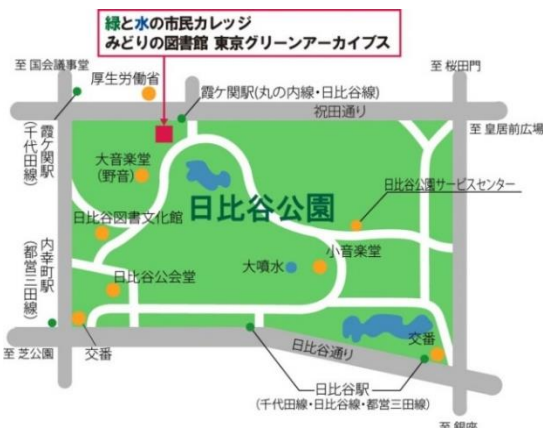 緑と水の市民カレッジ
みどりの図書館 東京グリーンアーカイブス
至 国会議事堂
厚生労働省
霞ケ関駅(丸の内線・日比谷線)
至 桜田門
祝田通り
至 皇居前広場
霞ケ関駅
(千代田線)
大音楽堂
(野音)
日比谷公園
日比谷公園サービスセンター
日比谷図書文化館
内幸町駅
(都営三田線)
小音楽堂
大噴水
日比谷公会堂
至 芝公園
交番
日比谷通り
交番
日比谷駅
(千代田線・日比谷線・都営三田線)
至 銀座